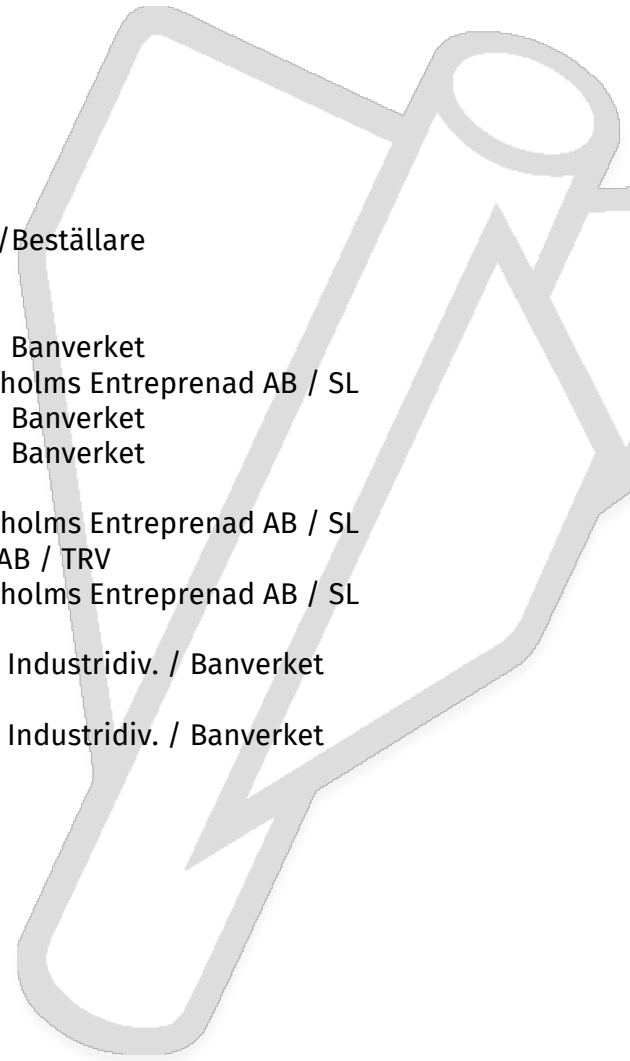 /Beställare
Banverket
holms Entreprenad AB / SL
Banverket
Banverket
holms Entreprenad AB / SL
AB / TRV
holms Entreprenad AB / SL
Industridiv. / Banverket
Industridiv. / Banverket